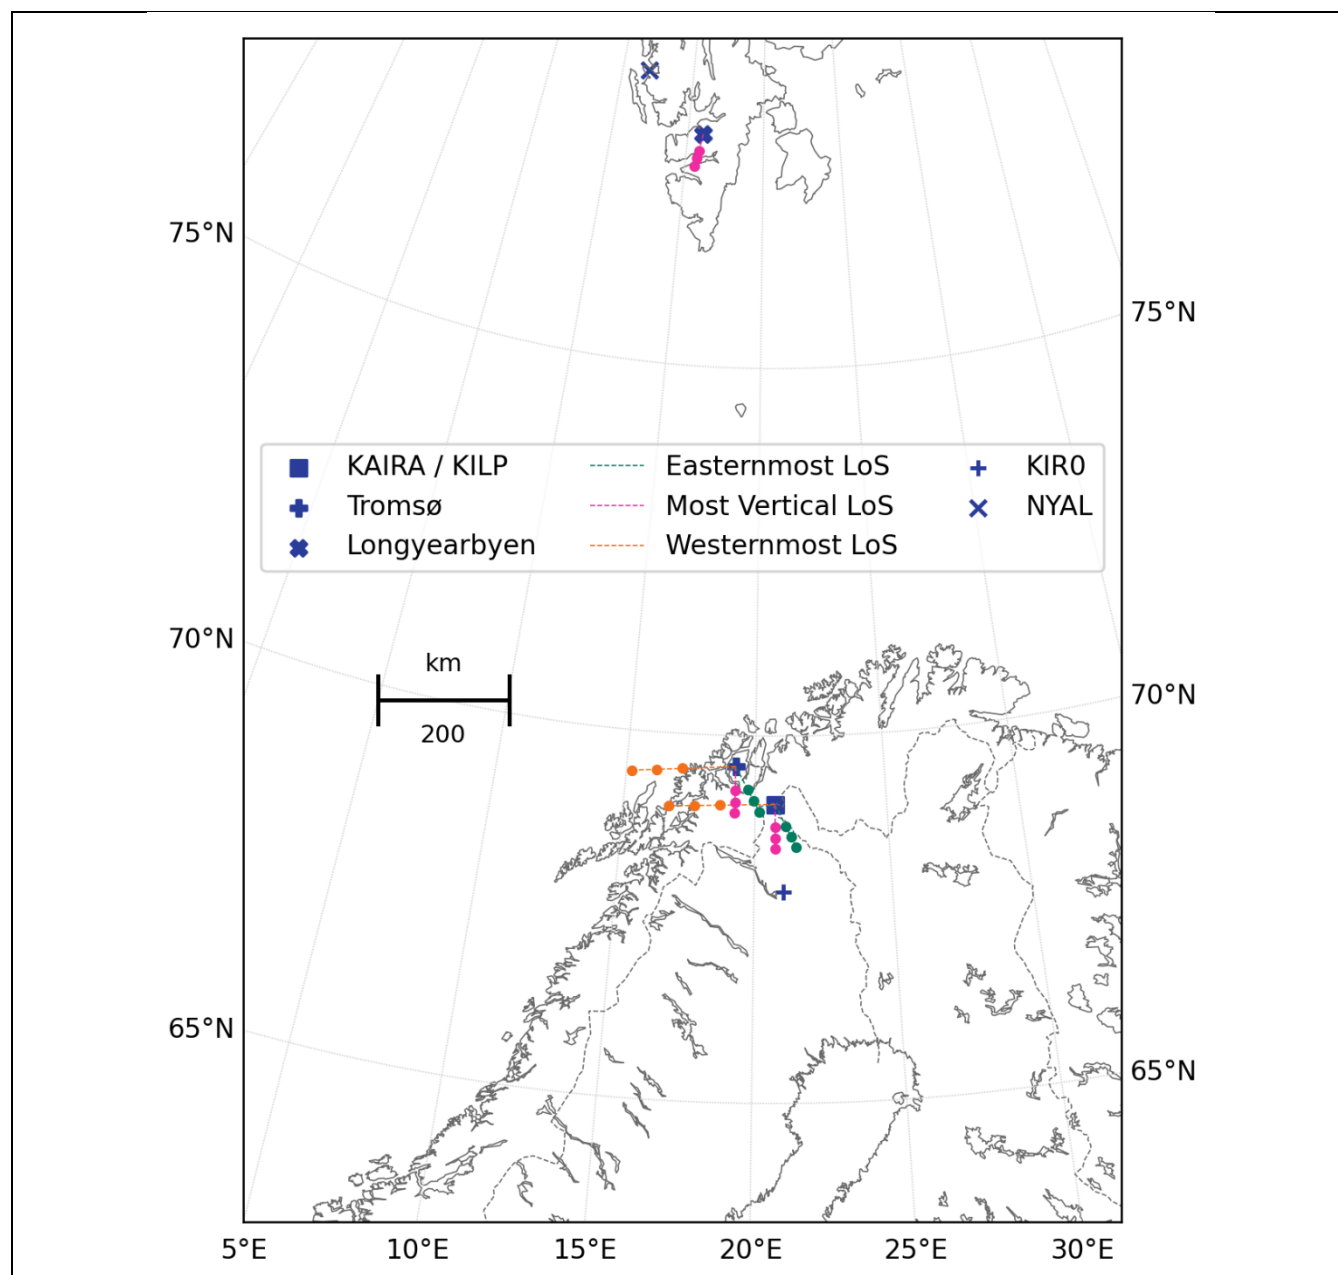 75°N
75°N
KAIRA / KILP
Easternmost LoS
KIR0
Tromsø
Most Vertical LoS
NYAL
Longyearbyen
Westernmost LoS
70°N
km
200
70°N
65°N
65°N
5°E
10°E
15°E
20°E
25°E
30°E